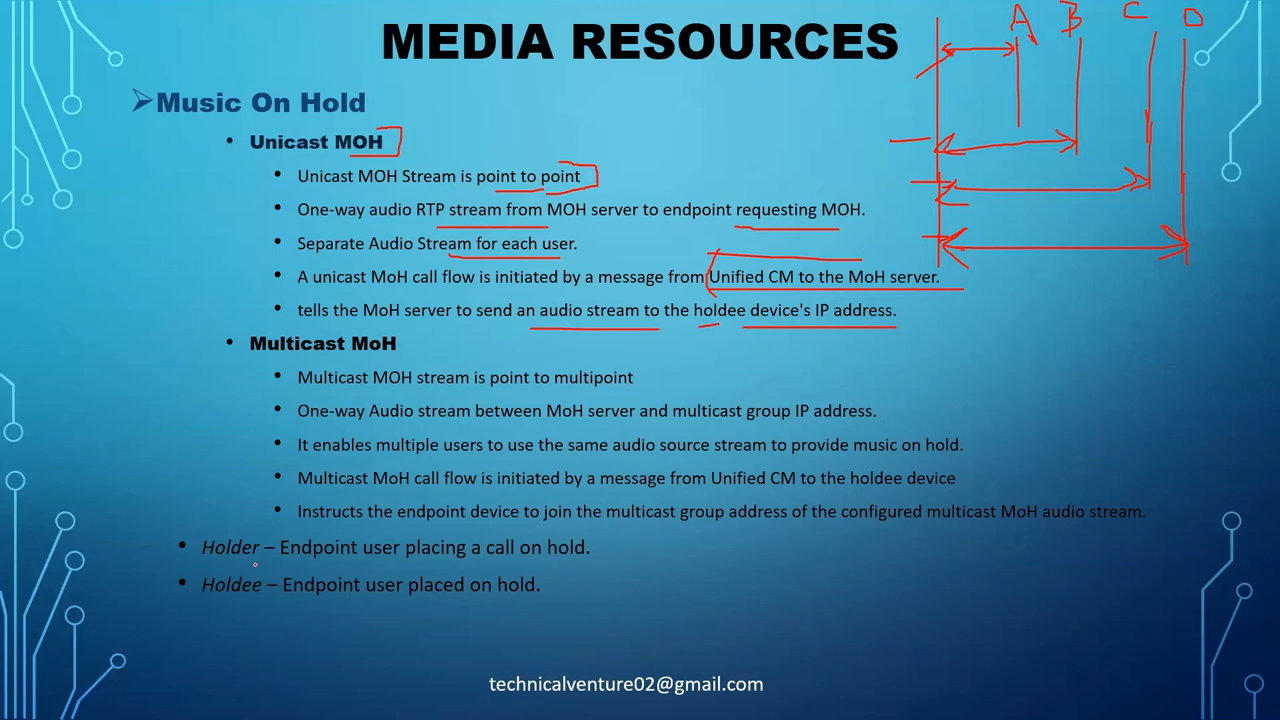 MEDIA RESOURCES
A B C D
Music On Hold
Unicast MOH
Unicast MOH Stream is point to point
One-way audio RTP stream from MOH server to endpoint requesting MOH.
Separate Audio Stream for each user.
A unicast MoH call flow is initiated by a message from Unified CM to the MoH server.
tells the MoH server to send an audio stream to the holdee device's IP address.
Multicast MoH
Multicast MOH stream is point to multipoint
One-way Audio stream between MoH server and multicast group IP address.
It enables multiple users to use the same audio source stream to provide music on hold.
Multicast MoH call flow is initiated by a message from Unified CM to the holdee device
Instructs the endpoint device to join the multicast group address of the configured multicast MoH audio stream.
Holder – Endpoint user placing a call on hold.
Holdee – Endpoint user placed on hold.
technicalventure02@gmail.com